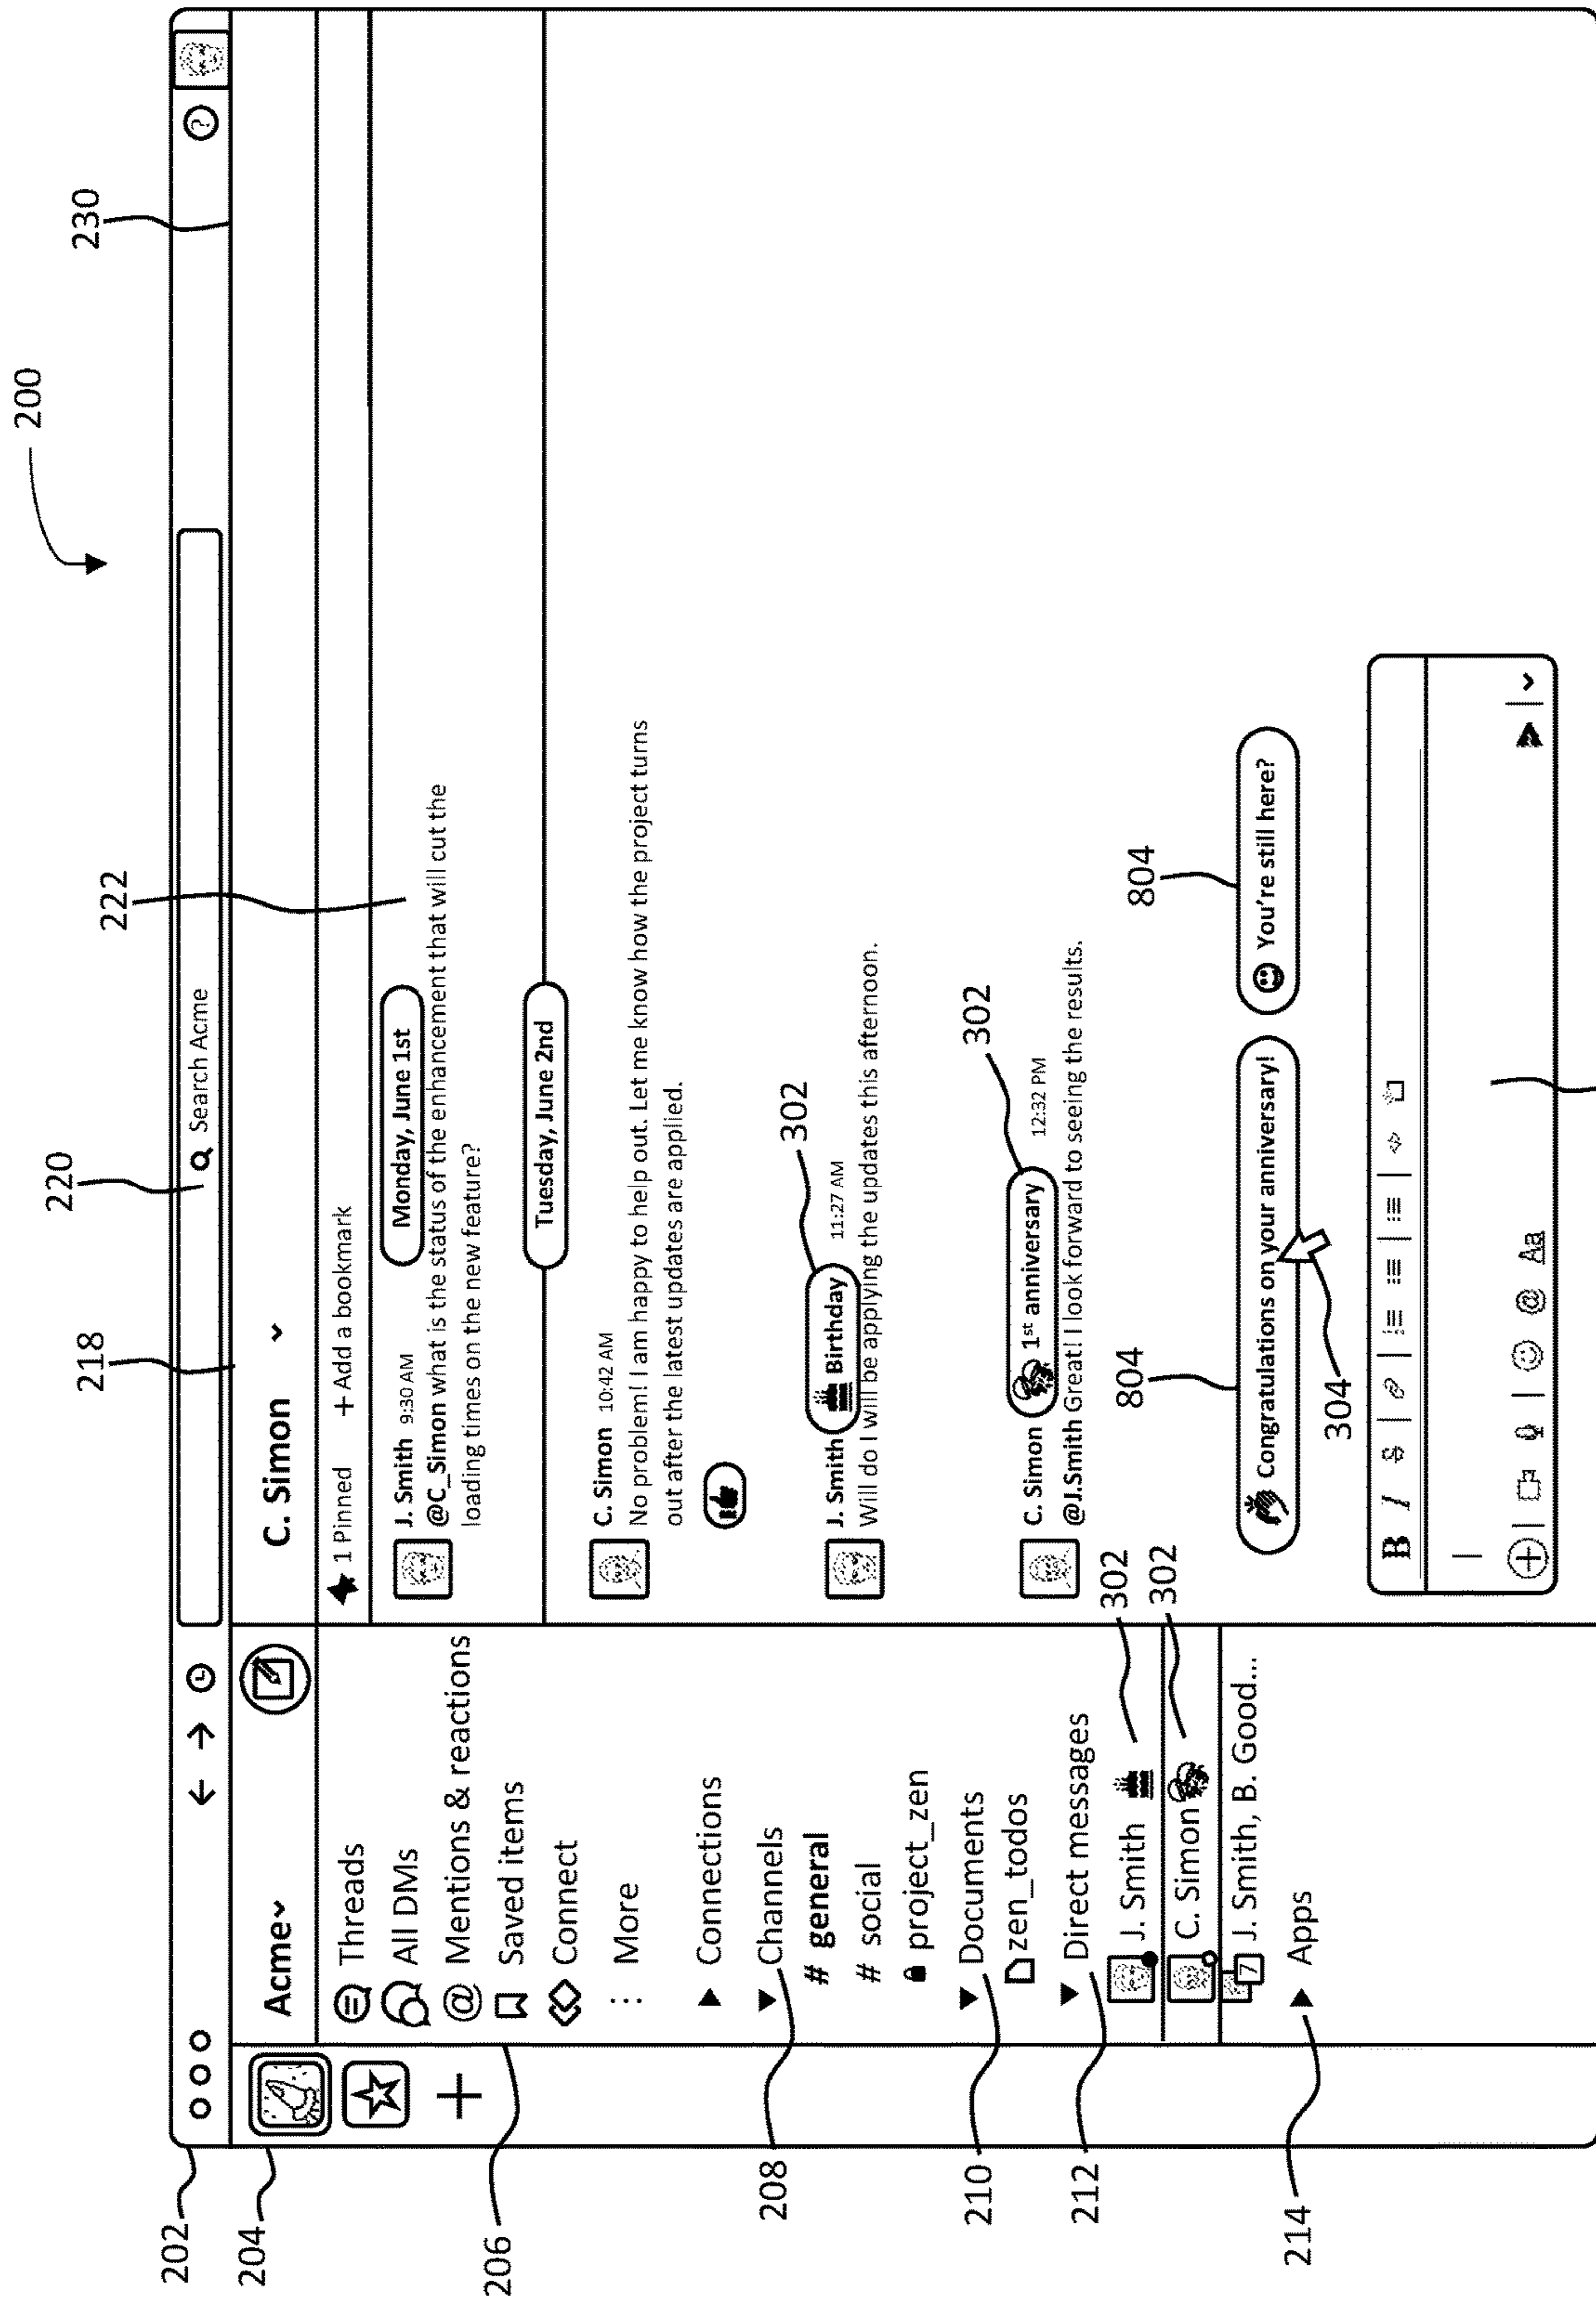 200
230
220
218
222
202
204
206
208
210
212
214
Search Acme
?
Acme
Threads
All DMs
@ Mentions & reactions
Saved items
Connect
More
Connections
Channels
# general
# social
project_zen
Documents
zen_todos
Direct messages
J. Smith
302
C. Simon
302
7 J. Smith, B. Good...
Apps
C. Simon
1 Pinned + Add a bookmark
Monday, June 1st
J. Smith 9:30 AM
@C_Simon what is the status of the enhancement that will cut the
loading times on the new feature?
Tuesday, June 2nd
C. Simon 10:42 AM
No problem! I am happy to help out. Let me know how the project turns
out after the latest updates are applied.
302
J. Smith Birthday 11:27 AM
Will do I will be applying the updates this afternoon.
302
C. Simon 1st anniversary 12:32 PM
@J.Smith Great! I look forward to seeing the results.
804
804
Congratulations on your anniversary!
You're still here?
304
B I S
@ Aa